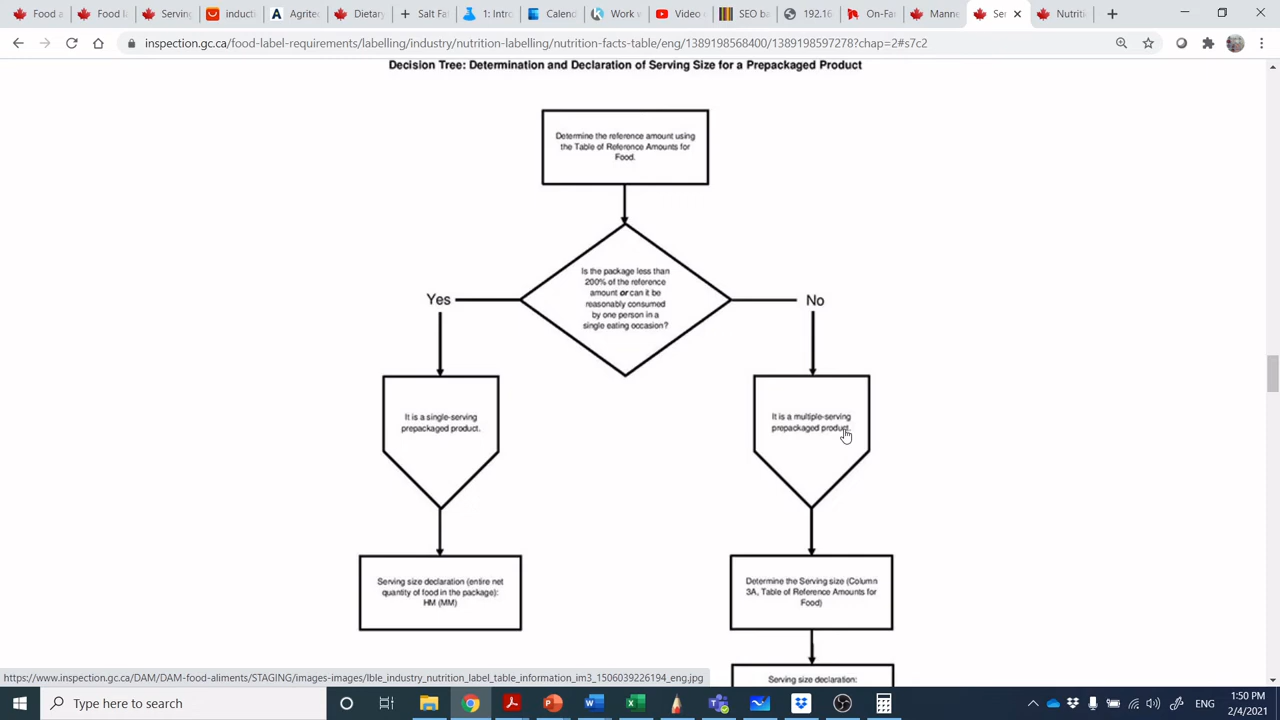 Food a
Food L
Servin
inducti
Agritec
Dietary
Salt Fat
1: Intro
Calend
Work w
Video
SEO ba
192.16
On-Fa
Manne
Ser
Nutriti
inspection.gc.ca/food-label-requirements/labelling/industry/nutrition-labelling/nutrition-facts-table/eng/1389198568400/1389198597278?chap=2#s7c2
Decision Tree: Determination and Declaration of Serving Size for a Prepackaged Product
Determine the reference amount using
the Table of Reference Amounts for
Food.
Is the package less than
200% of the reference
amount or can it be
reasonably consumed
by one person in a
single eating occasion?
Yes
No
It is a single-serving
prepackaged product.
It is a multiple-serving
prepackaged product.
Serving size declaration (entire net
quantity of food in the package):
HM (MM)
Determine the Serving size (Column
3A, Table of Reference Amounts for
Food)
Serving size declaration:
https://www.inspection.gc.ca/food-aliments/STAGING/images-images/file_industry_nutrition_label_table_information_im3_1506039226194_eng.jpg
Type here to search
ENG
1:50 PM
2/4/2021